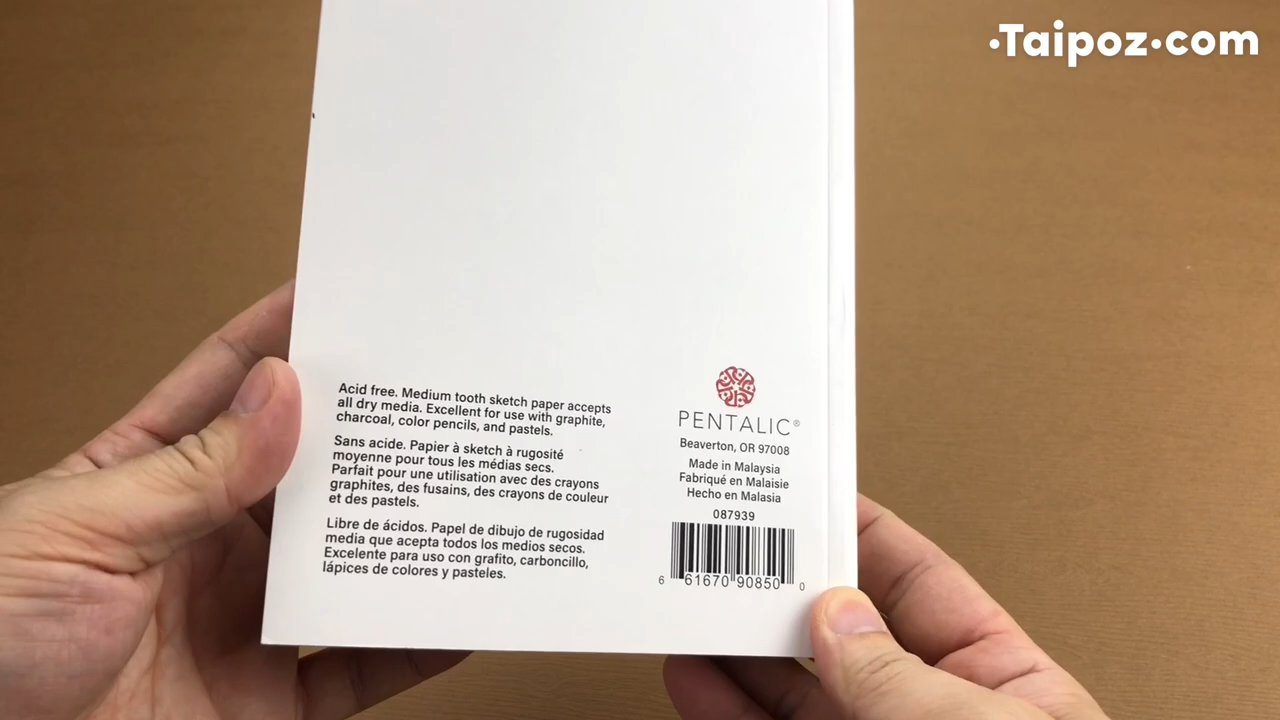 •Taipoz•com
Acid free. Medium tooth sketch paper accepts
all dry media. Excellent for use with graphite,
charcoal, color pencils, and pastels.
Sans acide. Papier à sketch à rugosité
moyenne pour tous les médias secs.
Parfait pour une utilisation avec des crayons
graphites, des fusains, des crayons de couleur
et des pastels.
Libre de ácidos. Papel de dibujo de rugosidad
media que acepta todos los medios secos.
Excelente para uso con grafito, carboncillo,
lápices de colores y pasteles.
PENTALIC®
Beaverton, OR 97008
Made in Malaysia
Fabriqué en Malaisie
Hecho en Malasia
087939
6 61670 90850 0